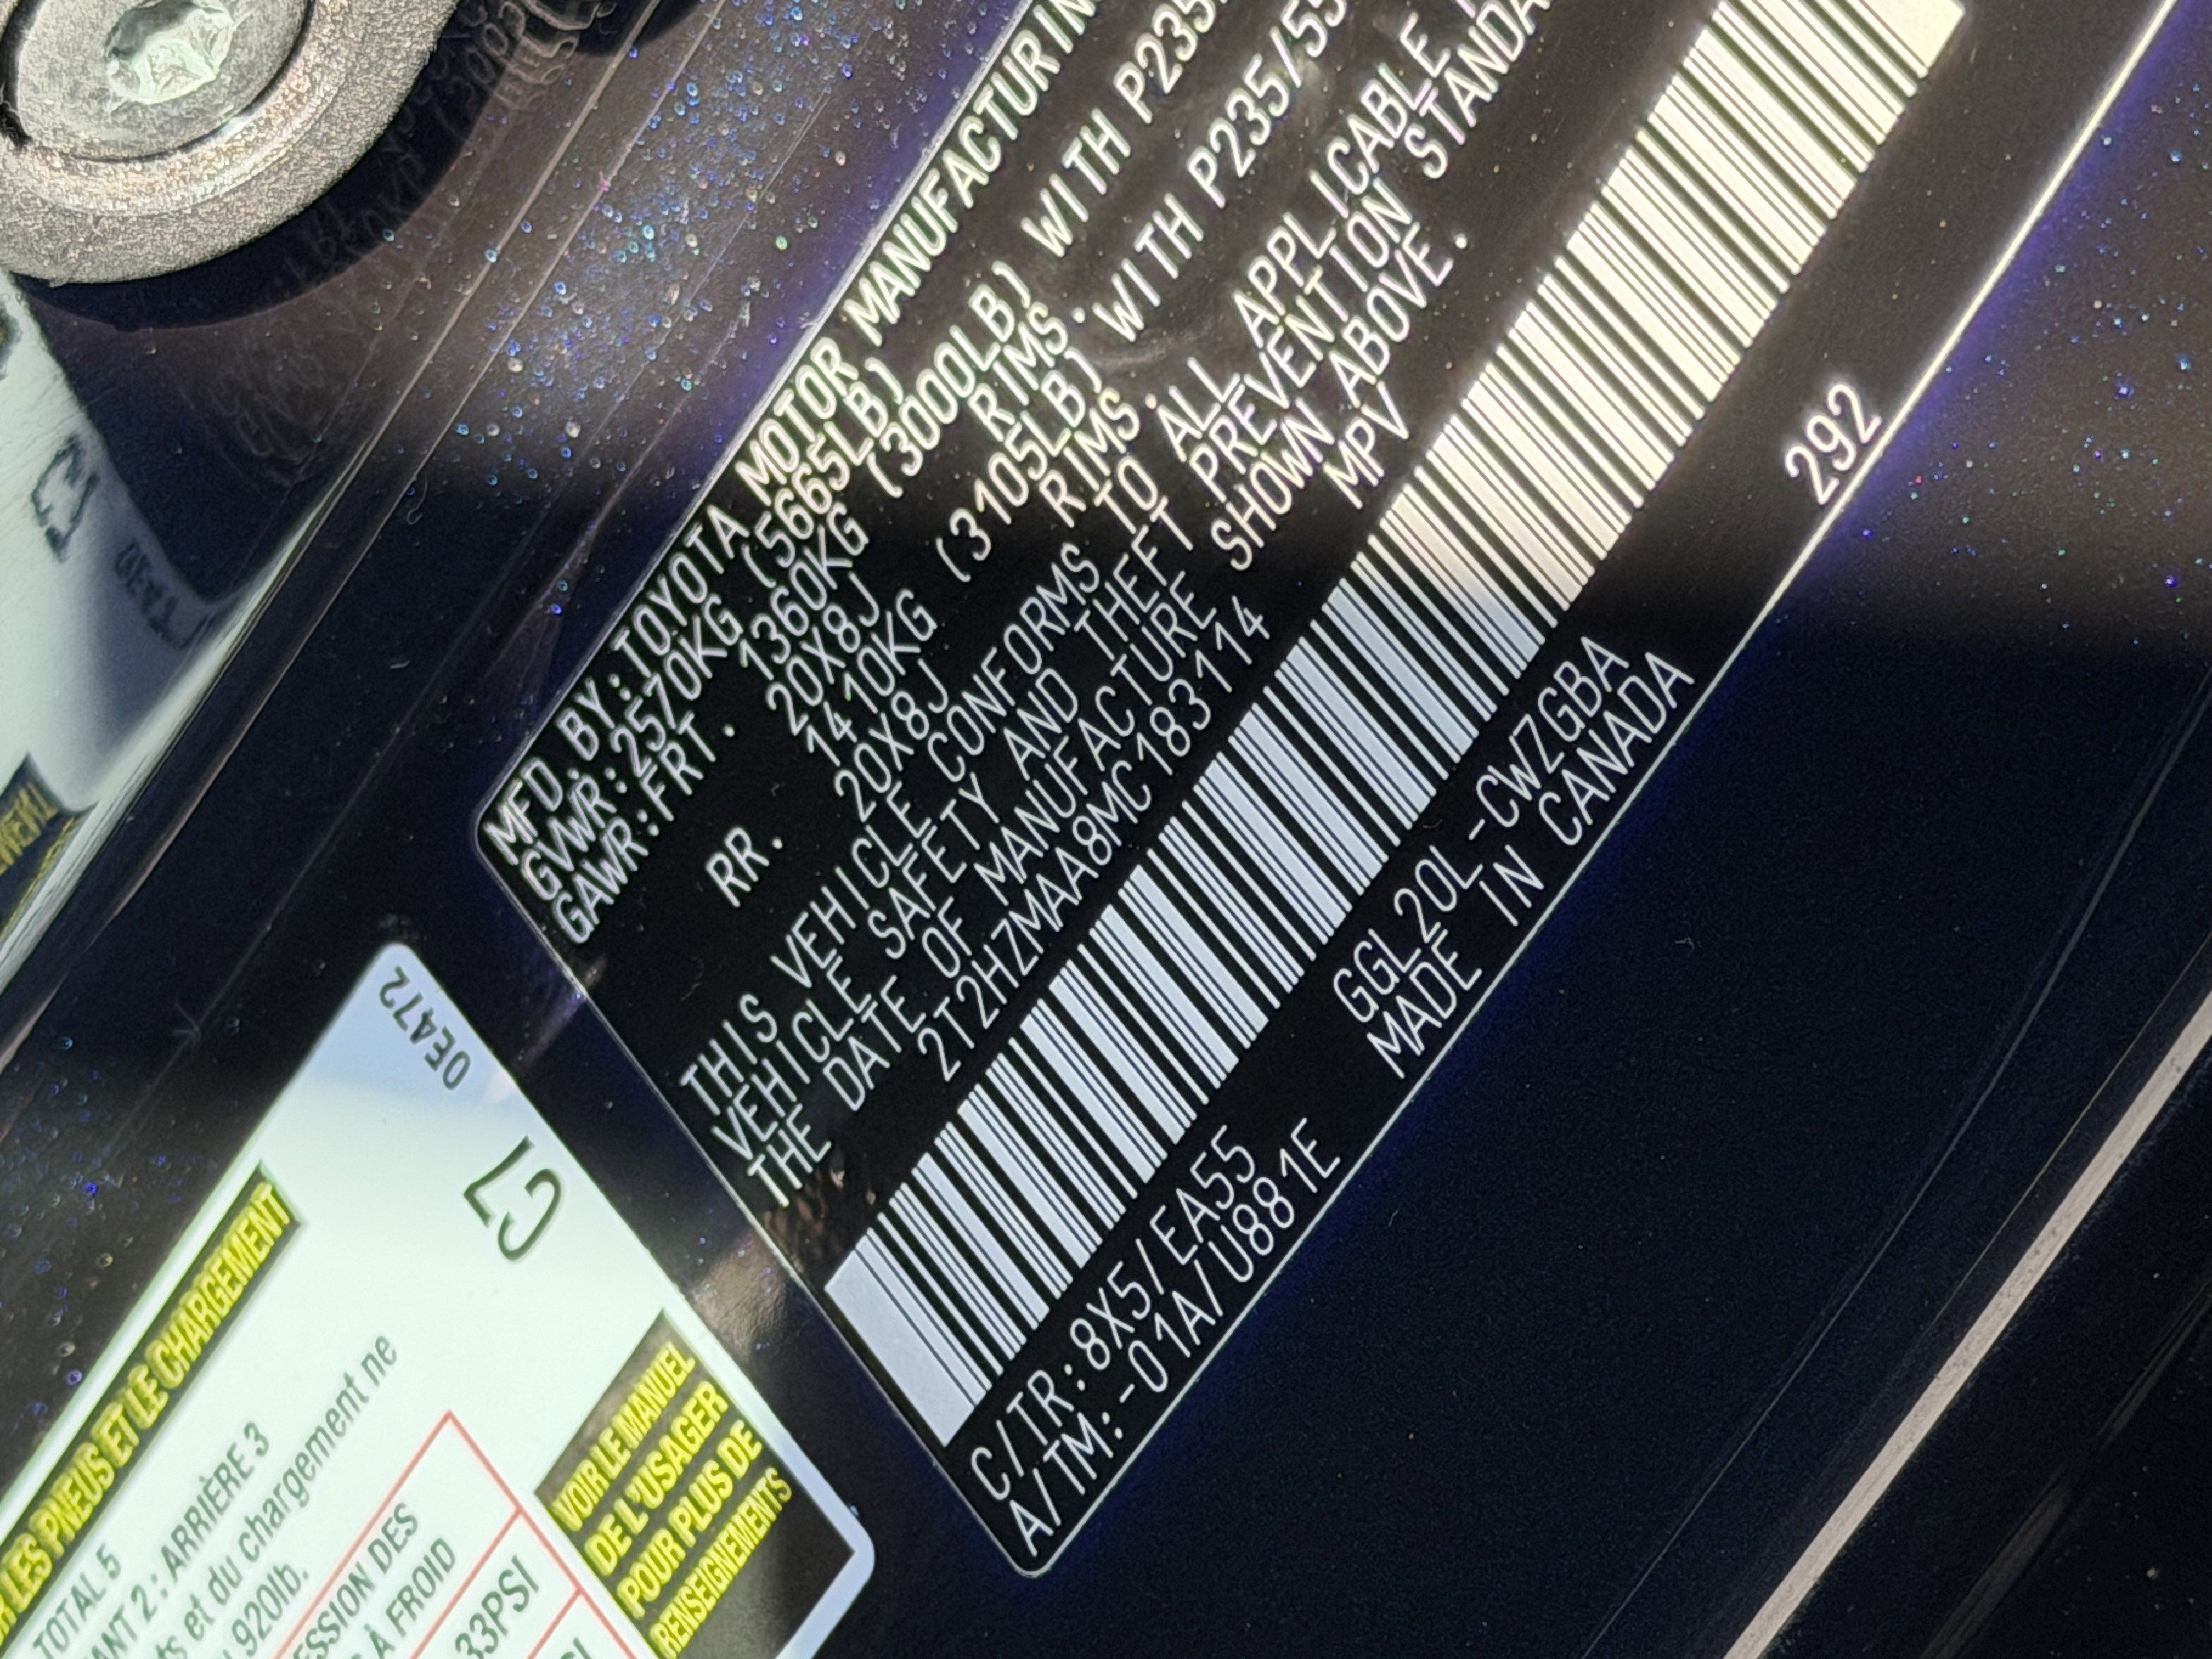 MFD.BY:TOYOTA MOTOR MANUFACTURIN
GVWR:2570KG (5665LB)
GAWR:FRT. 1360KG (3000LB) WITH P235
20X8J RIMS.
RR. 1410KG (3105LB) WITH P235/55
20X8J RIMS.
THIS VEHICLE CONFORMS TO ALL APPLICABLE
VEHICLE SAFETY AND THEFT PREVENTION STANDA
THE DATE OF MANUFACTURE SHOWN ABOVE.
2T2HZMAA8MC183114 MPV
C/TR:8X5/EA55 GGL20L-CWZGBA 292
A/TM:-01A/U881E MADE IN CANADA
0E472
C7
LES PNEUS ET LE CHARGEMENT
TOTAL 5
ANT 2 : ARRIÈRE 3
ts et du chargement ne
920lb.
ESSION DES
À FROID
33PSI
VOIR LE MANUEL
DE L'USAGER
POUR PLUS DE
RENSEIGNEMENTS